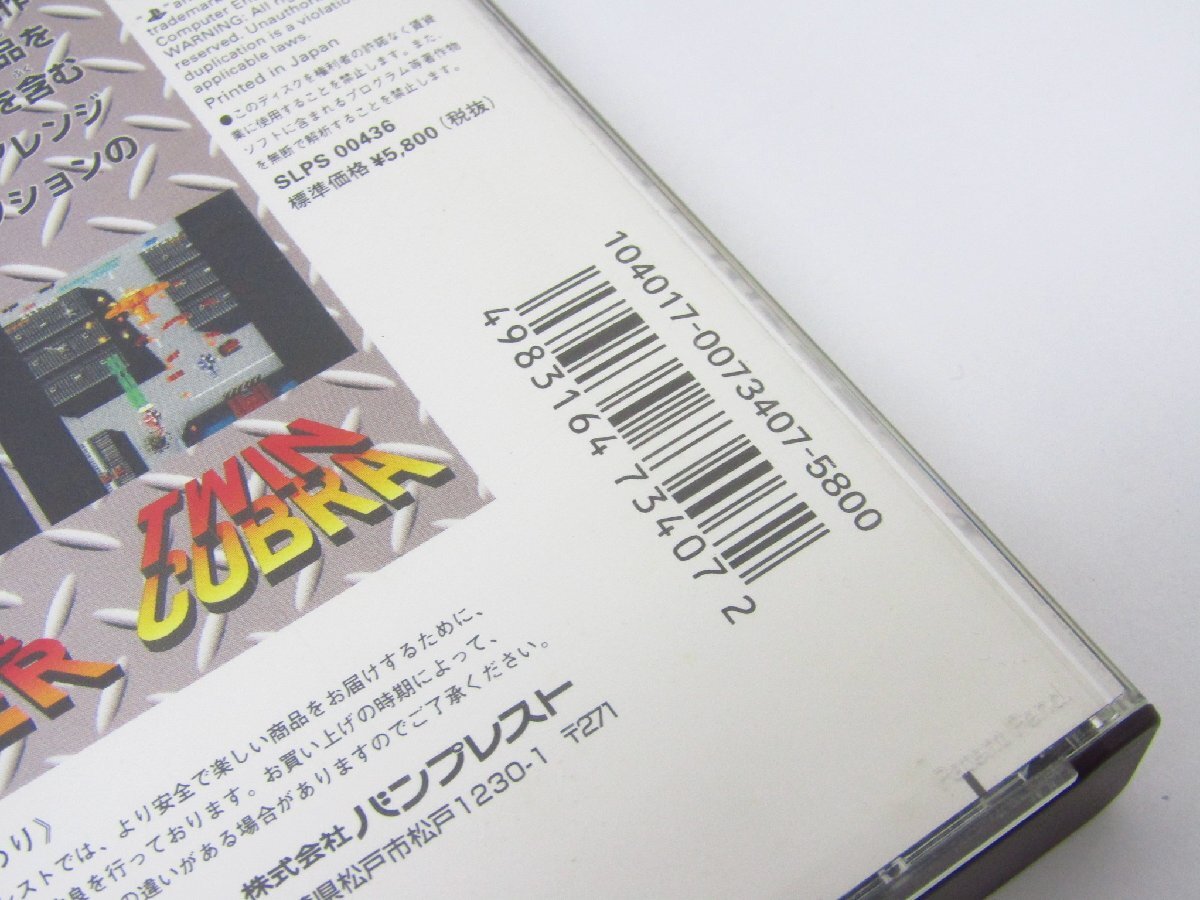 品を
を含む
アレンジ
ションの
trademark
Computer En
WARNING: All
reserved. Unauthor
duplication is a violatio
applicable laws.
Printed in Japan
●このディスクを権利者の許諾なく賃貸
業に使用することを禁止します。また、
ソフトに含まれるプログラム等著作物
を無断で解析することを禁止します。
SLPS 00436
標準価格 ¥5,800 (税抜)
104017-0073407-5800
4983164734072
TWIN
COBRA
ER
り》
ストでは、より安全で楽しい商品をお届けするために、
良を行っております。お買い上げの時期によって、
の違いがある場合がありますのでご了承ください。
株式会社バンプレスト
県松戸市松戸1230-1 〒271